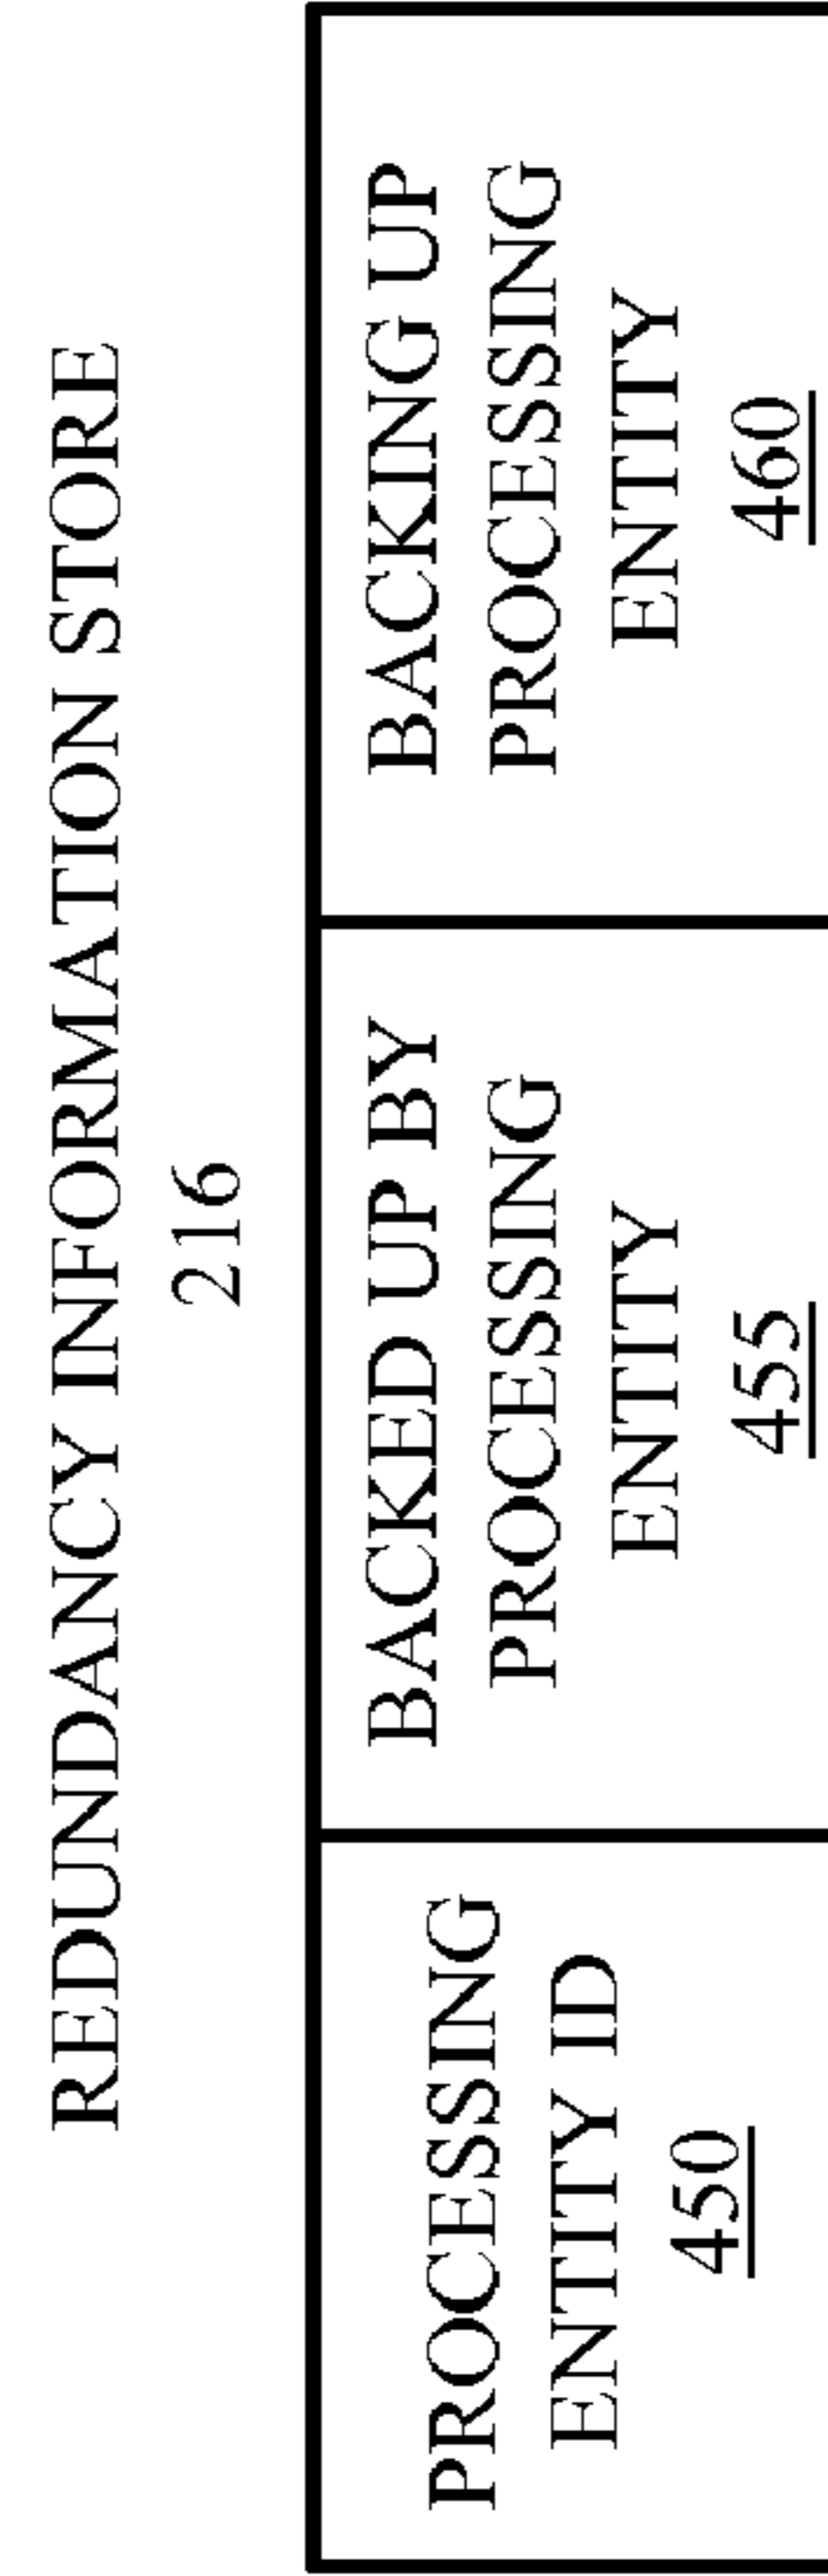 REDUNDANCY INFORMATION STORE
216
PROCESSING
ENTITY ID
450
BACKED UP BY
PROCESSING
ENTITY
455
BACKING UP
PROCESSING
ENTITY
460